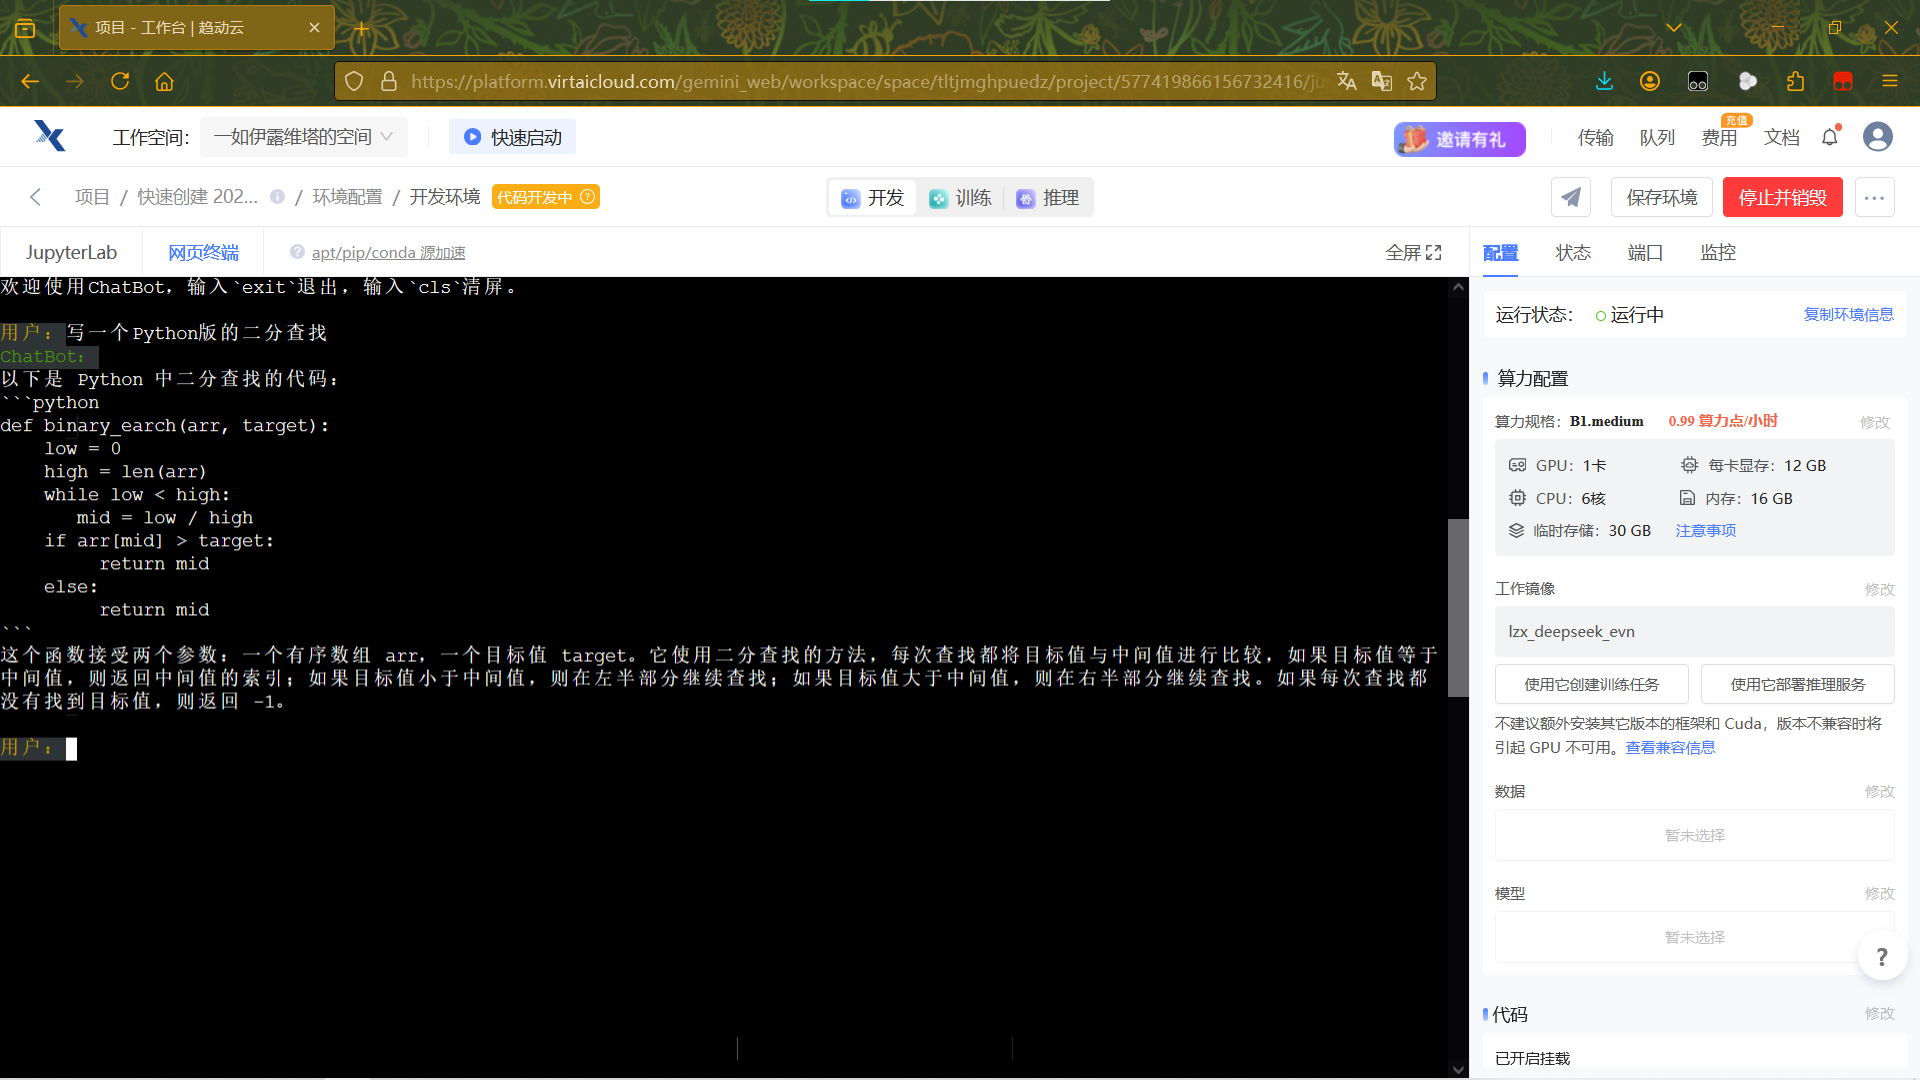 项目 - 工作台 | 趋动云
https://platform.virtaicloud.com/gemini_web/workspace/space/tltjmghpuedz/project/577419866156732416/ju
工作空间： 一如伊露维塔的空间 快速启动 邀请有礼 传输 队列 费用 充值 文档
项目 / 快速创建 202... / 环境配置 / 开发环境 代码开发中 开发 训练 推理 保存环境 停止并销毁 ...
JupyterLab 网页终端 apt/pip/conda 源加速 全屏
欢迎使用ChatBot，输入`exit`退出，输入`cls`清屏。
用户：写一个Python版的二分查找
ChatBot：
以下是 Python 中二分查找的代码：
```python
def binary_earch(arr, target):
    low = 0
    high = len(arr)
    while low < high:
       mid = low / high
    if arr[mid] > target:
         return mid
    else:
         return mid
```
这个函数接受两个参数：一个有序数组 arr，一个目标值 target。它使用二分查找的方法，每次查找都将目标值与中间值进行比较，如果目标值等于
中间值，则返回中间值的索引；如果目标值小于中间值，则在左半部分继续查找；如果目标值大于中间值，则在右半部分继续查找。如果每次查找都
没有找到目标值，则返回 -1。
用户：
配置 状态 端口 监控
运行状态： 运行中 复制环境信息
算力配置
算力规格：B1.medium 0.99 算力点/小时 修改
GPU：1卡 每卡显存：12 GB
CPU：6核 内存：16 GB
临时存储：30 GB 注意事项
工作镜像 修改
lzx_deepseek_evn
使用它创建训练任务 使用它部署推理服务
不建议额外安装其它版本的框架和 Cuda，版本不兼容时将
引起 GPU 不可用。查看兼容信息
数据 修改
暂未选择
模型 修改
暂未选择
?
代码 修改
已开启挂载